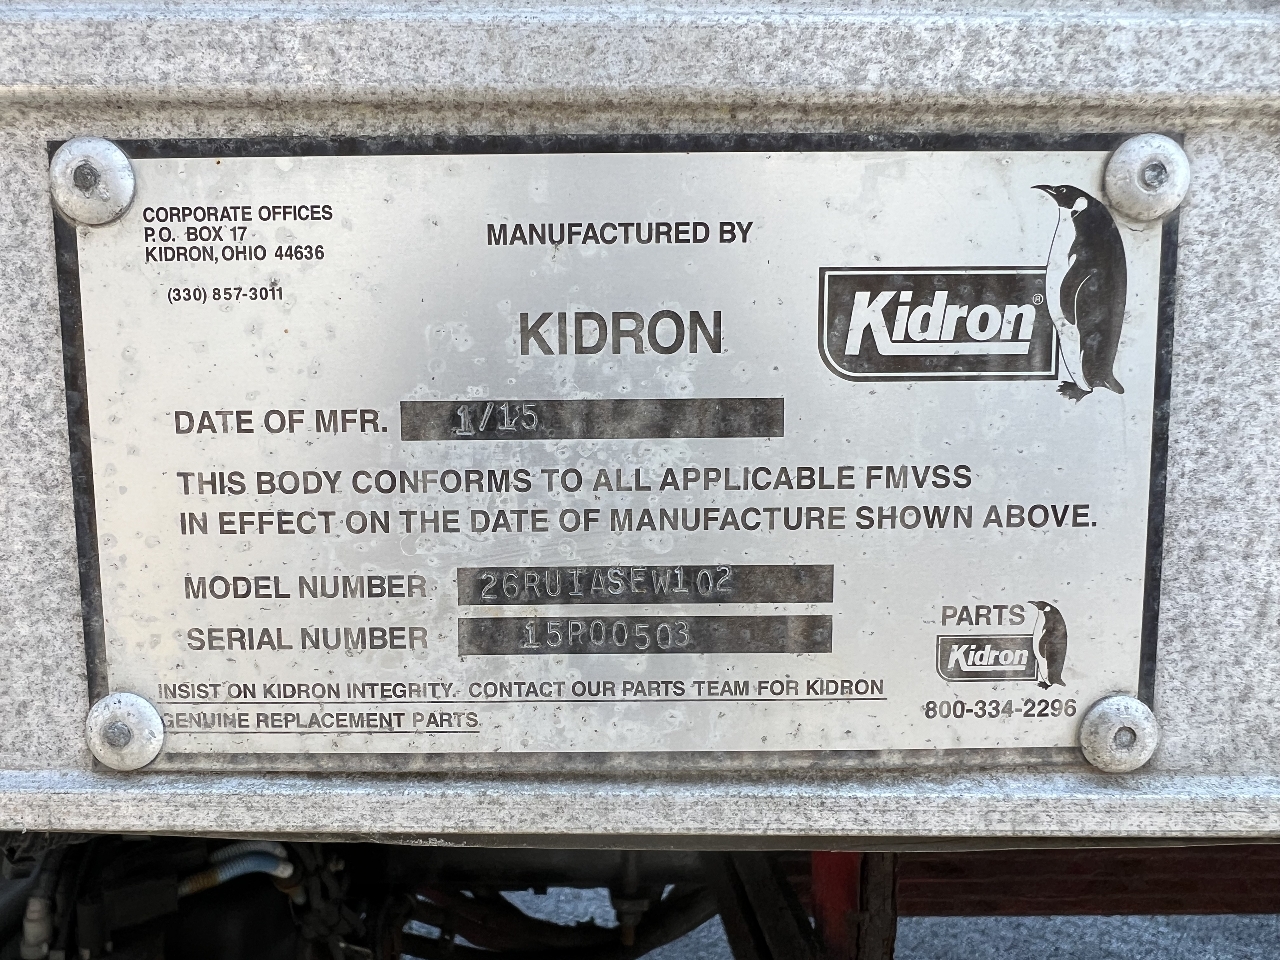 CORPORATE OFFICES
P.O. BOX 17
KIDRON, OHIO 44636
(330) 857-3011
MANUFACTURED BY
KIDRON
Kidron®
DATE OF MFR. 1/15
THIS BODY CONFORMS TO ALL APPLICABLE FMVSS
IN EFFECT ON THE DATE OF MANUFACTURE SHOWN ABOVE.
MODEL NUMBER 26RU1ASEW102
SERIAL NUMBER 15P00503
PARTS
Kidron
800-334-2296
INSIST ON KIDRON INTEGRITY. CONTACT OUR PARTS TEAM FOR KIDRON
GENUINE REPLACEMENT PARTS.